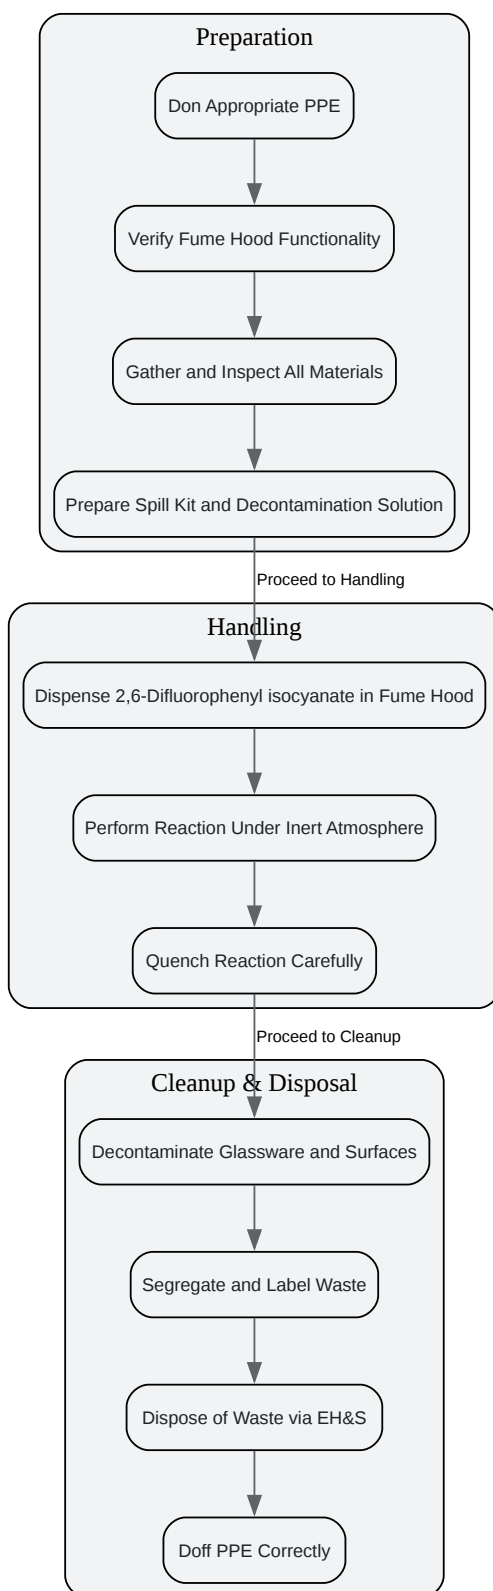 Preparation
Don Appropriate PPE
Verify Fume Hood Functionality
Gather and Inspect All Materials
Prepare Spill Kit and Decontamination Solution
Proceed to Handling
Handling
Dispense 2,6-Difluorophenyl isocyanate in Fume Hood
Perform Reaction Under Inert Atmosphere
Quench Reaction Carefully
Proceed to Cleanup
Cleanup & Disposal
Decontaminate Glassware and Surfaces
Segregate and Label Waste
Dispose of Waste via EH&S
Doff PPE Correctly